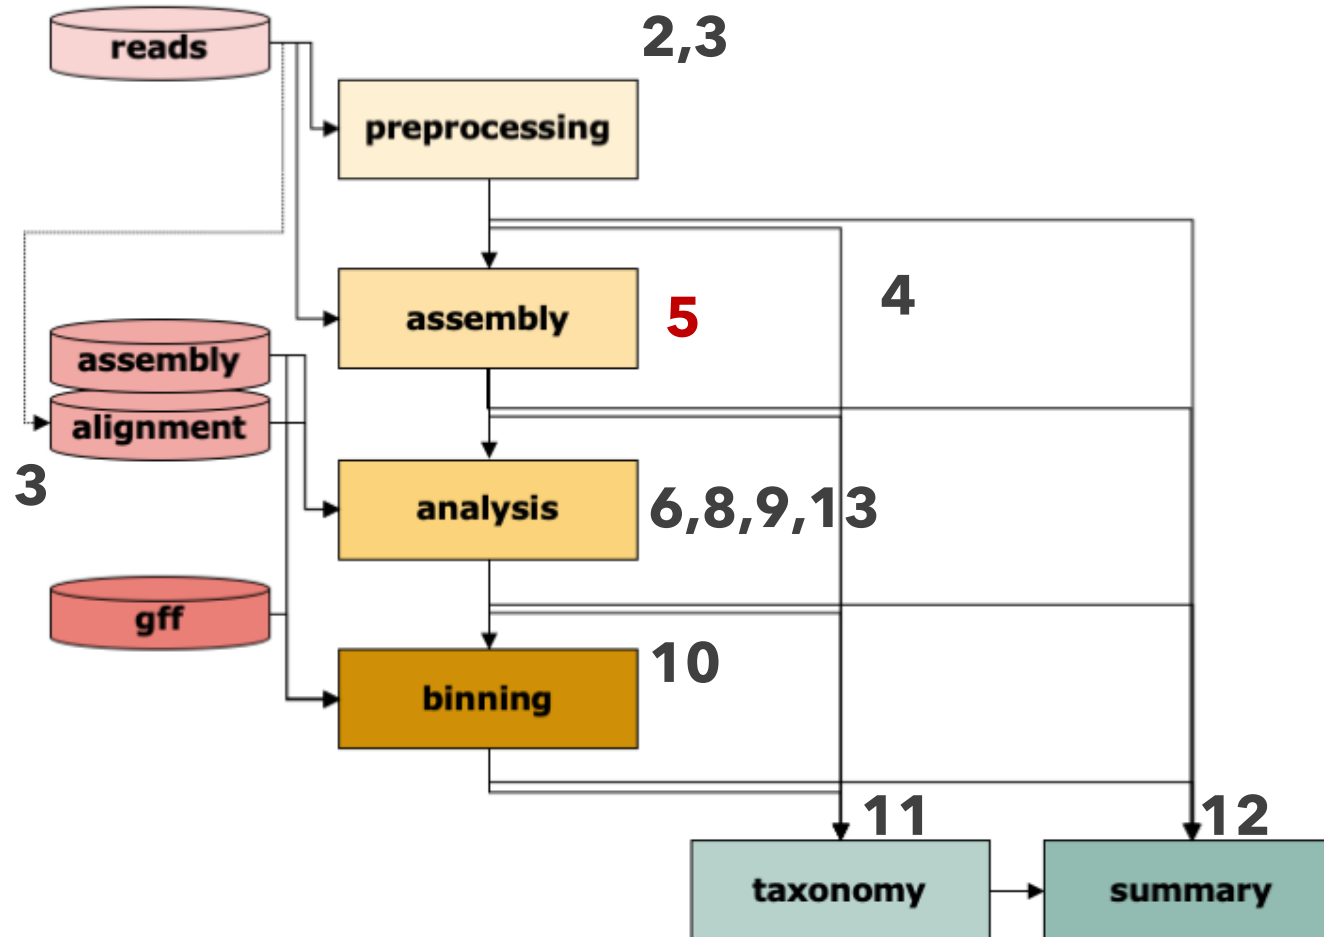 reads
2,3
preprocessing
4
assembly
5
assembly
alignment
3
analysis
6,8,9,13
gff
binning
10
11
12
taxonomy
summary